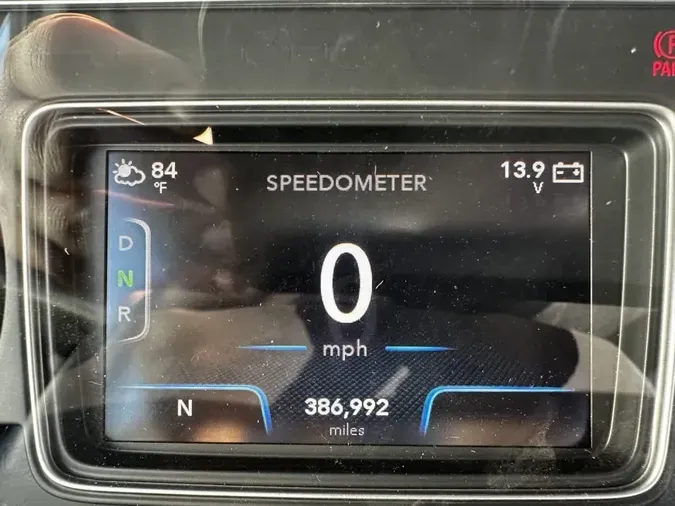 84
°F
SPEEDOMETER
13.9
V
D
N
R
0
mph
N
386,992
miles